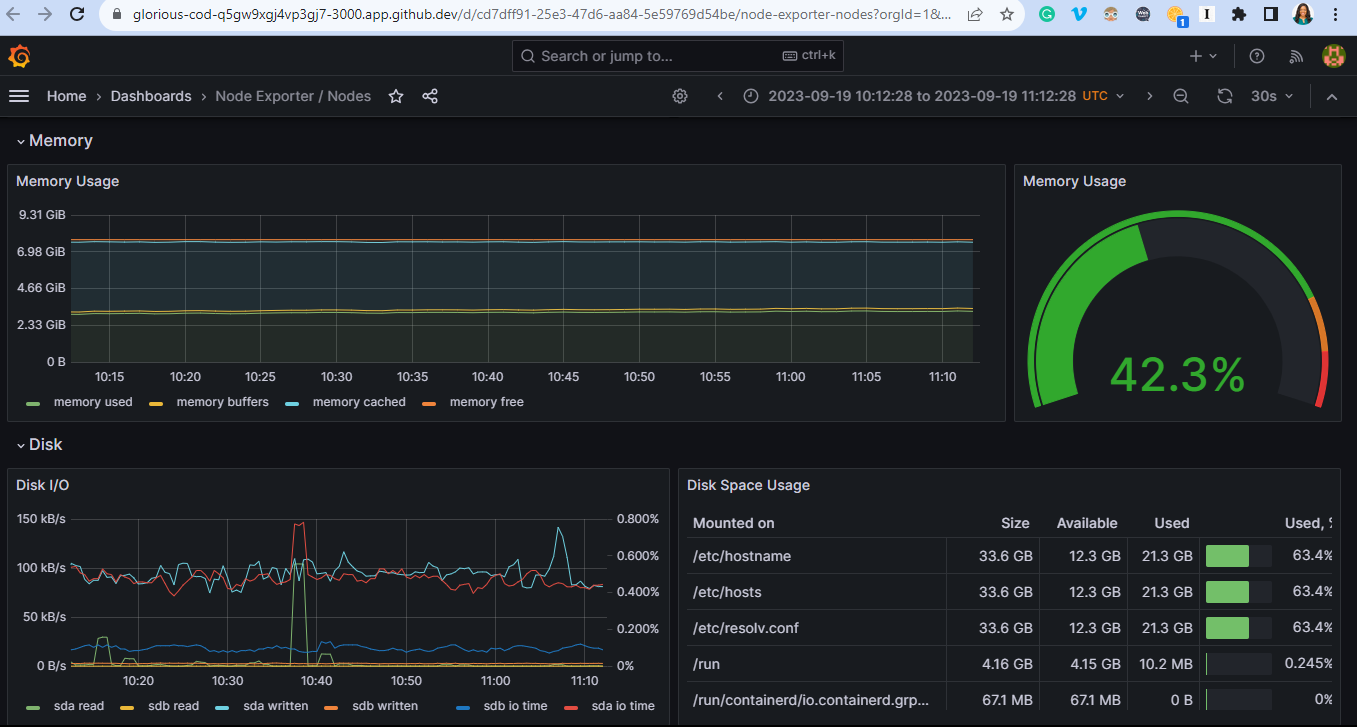 glorious-cod-q5gw9xgj4vp3gj7-3000.app.github.dev/d/cd7dff91-25e3-47d6-aa84-5e59769d54be/node-exporter-nodes?orgId=1&...
1
I
Search or jump to...
ctrl+k
Home
Dashboards
Node Exporter / Nodes
2023-09-19 10:12:28 to 2023-09-19 11:12:28 UTC
30s
Memory
Memory Usage
9.31 GiB
6.98 GiB
4.66 GiB
2.33 GiB
0 B
10:15 10:20 10:25 10:30 10:35 10:40 10:45 10:50 10:55 11:00 11:05 11:10
memory used memory buffers memory cached memory free
Memory Usage
42.3%
Disk
Disk I/O
150 kB/s
100 kB/s
50 kB/s
0 B/s
0.800%
0.600%
0.400%
0.200%
0%
10:20 10:30 10:40 10:50 11:00 11:10
sda read sdb read sda written sdb written sdb io time sda io time
Disk Space Usage
Mounted on Size Available Used Used, %
/etc/hostname 33.6 GB 12.3 GB 21.3 GB 63.4%
/etc/hosts 33.6 GB 12.3 GB 21.3 GB 63.4%
/etc/resolv.conf 33.6 GB 12.3 GB 21.3 GB 63.4%
/run 4.16 GB 4.15 GB 10.2 MB 0.245%
/run/containerd/io.containerd.grp... 67.1 MB 67.1 MB 0 B 0%